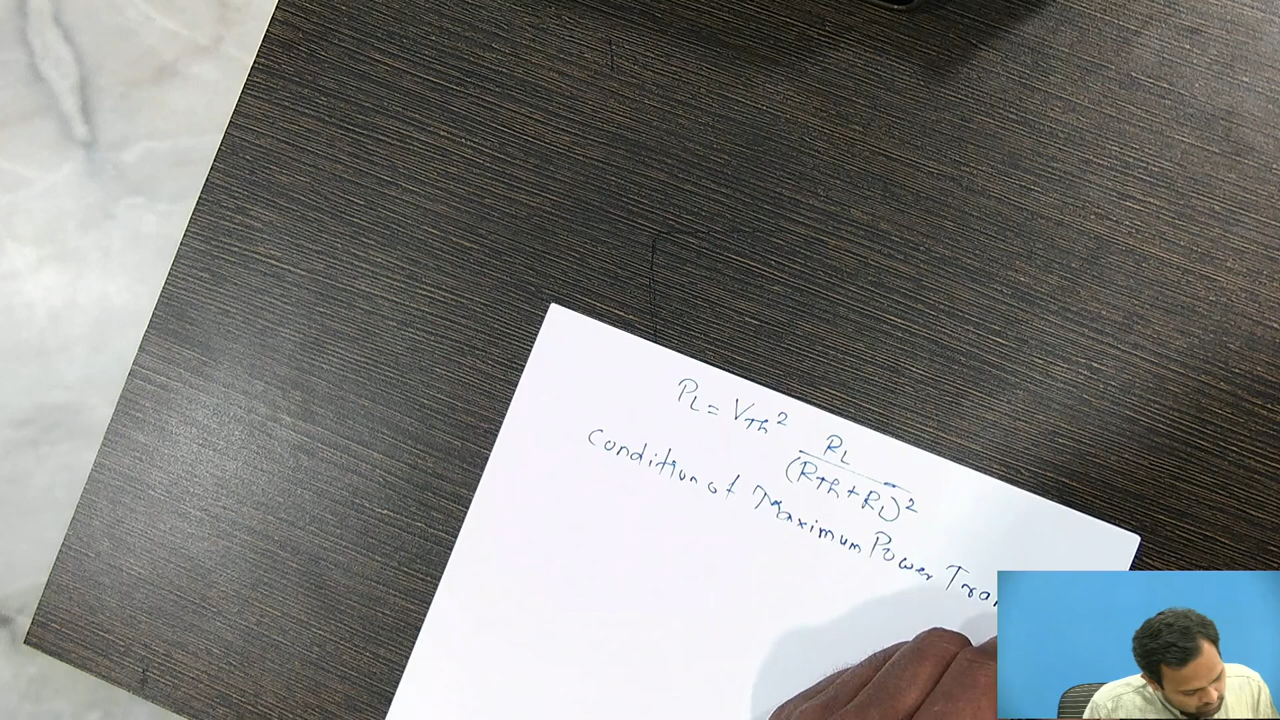 PL = VTh² RL / (RTh + RL)²
Condition of Maximum Power